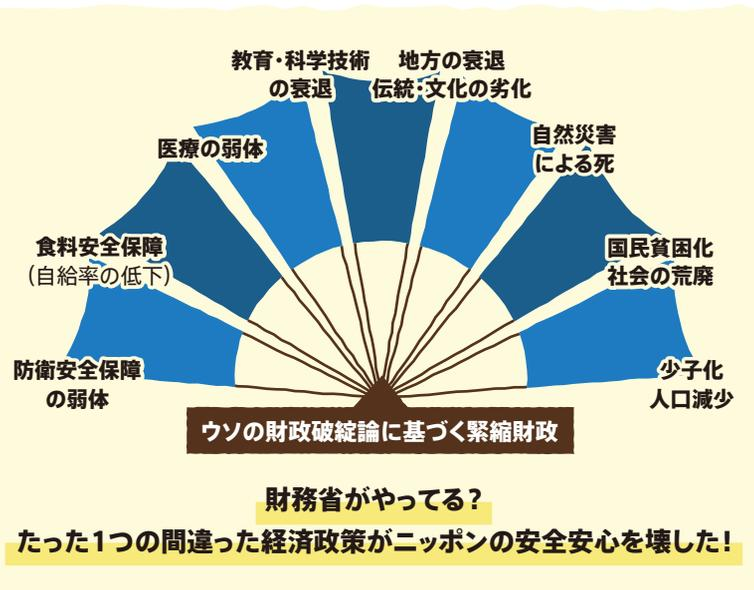 教育・科学技術
の衰退
地方の衰退
伝統・文化の劣化
医療の弱体
自然災害
による死
食料安全保障
(自給率の低下)
国民貧困化
社会の荒廃
防衛安全保障
の弱体
少子化
人口減少
ウソの財政破綻論に基づく緊縮財政
財務省がやってる?
たった1つの間違った経済政策がニッポンの安全安心を壊した!